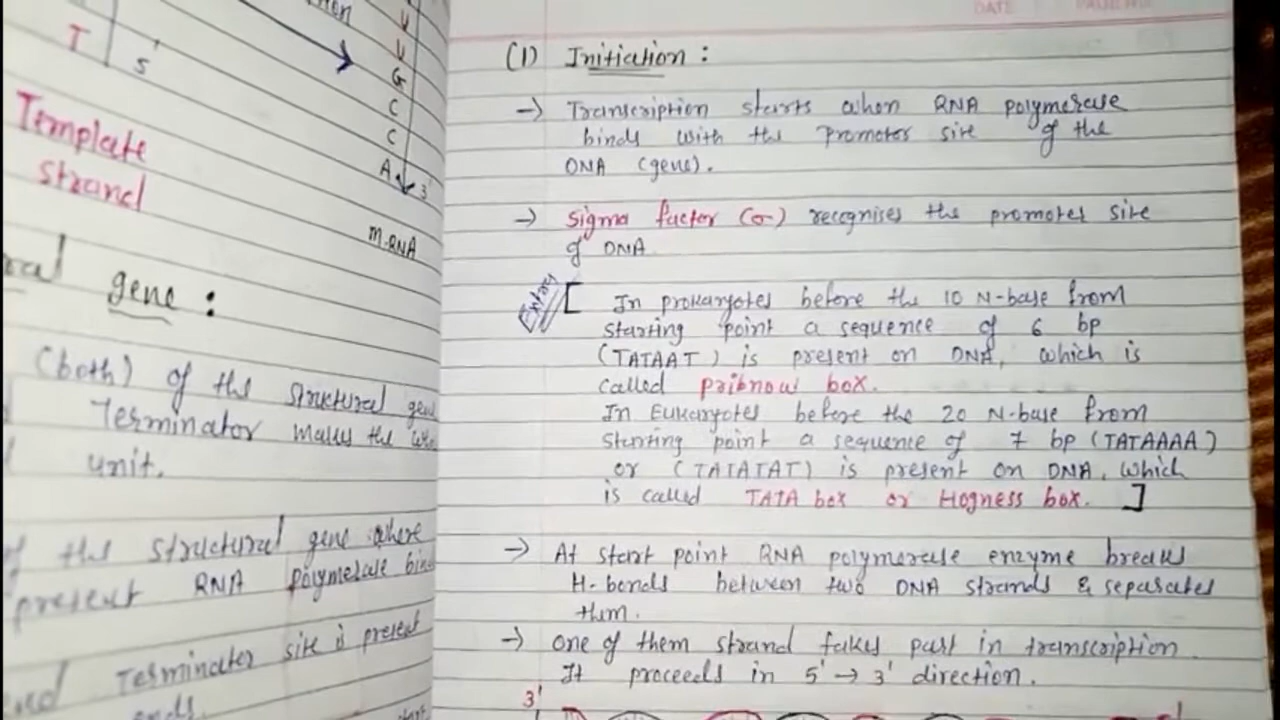 T
5'
U
U
G
C
C
A
3'
m-RNA
Template
strand
gene :
(both) of the structural gene
Terminator makes the
unit.
of the structural gene where
present RNA polymerase
Terminator site is present
ends.
DATE
(1) Initiation :
→ Transcription starts when RNA polymerase
binds with the promoter site of the
DNA (gene).
→ Sigma factor (σ) recognises the promoter site
of DNA
Extra
[ In prokaryotes before the 10 N-base from
starting point a sequence of 6 bp
(TATAAT) is present on DNA, which is
called pribnow box.
In Eukaryotes before the 20 N-base from
starting point a sequence of 7 bp (TATAAAA)
or (TATATAT) is present on DNA, which
is called TATA box or Hogness box. ]
→ At start point RNA polymerase enzyme breaks
H-bonds between two DNA strands & separates
them.
→ one of them strand takes part in transcription.
It proceeds in 5' → 3' direction.
3'